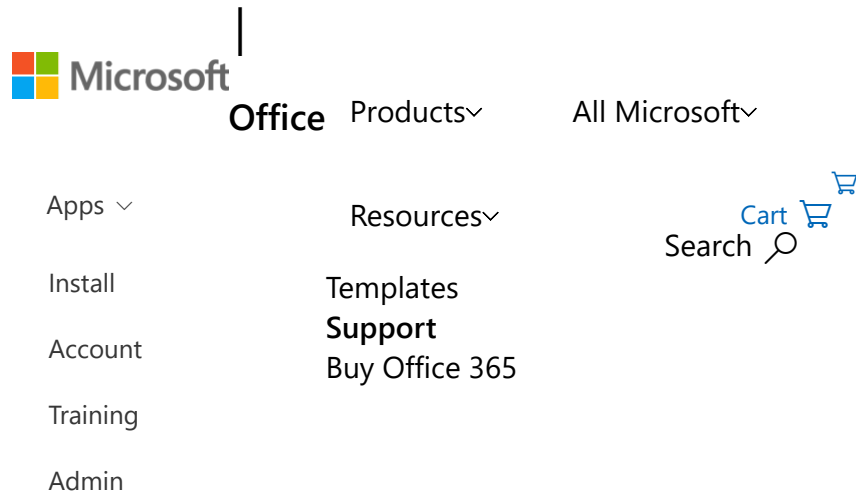 Microsoft
Office
Products
All Microsoft
Apps
Resources
Cart
Search
Install
Templates
Support
Account
Buy Office 365
Training
Admin